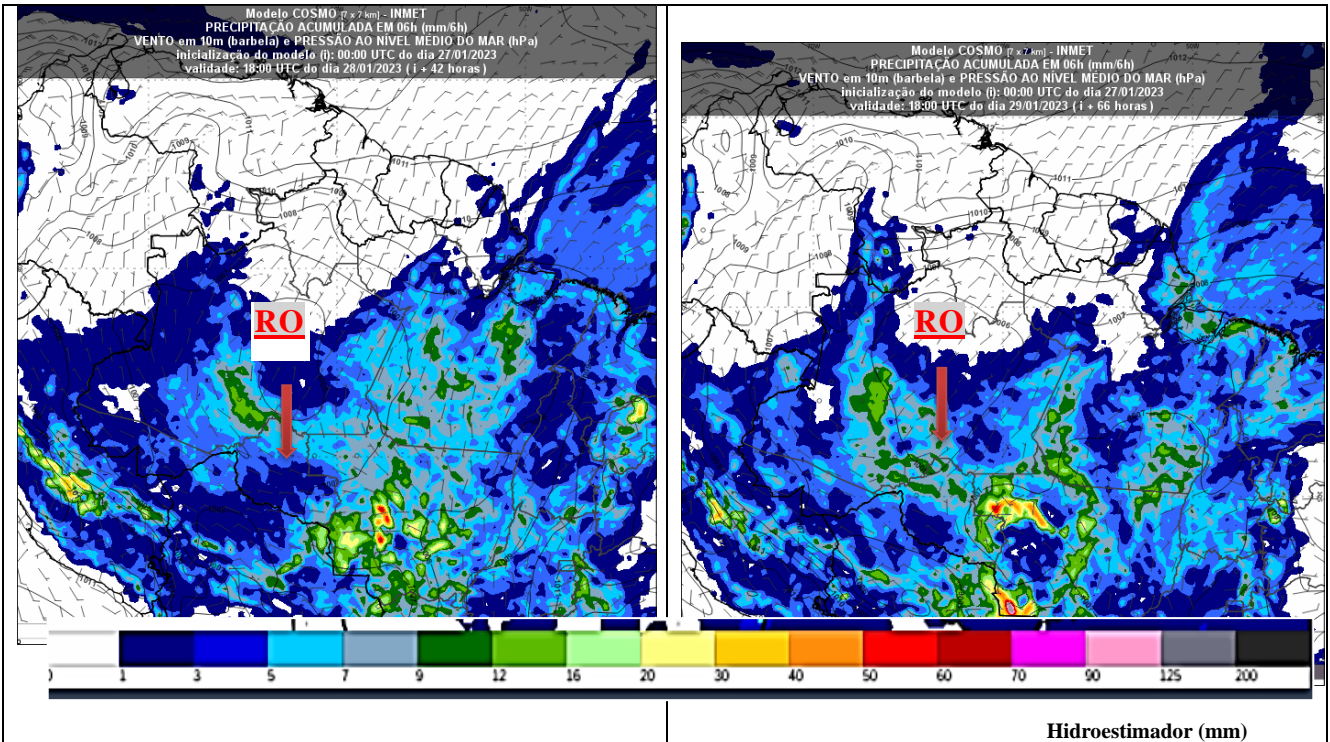 Modelo COSMO [7 x 7 km] - INMET
PRECIPITAÇÃO ACUMULADA EM 06h (mm/6h)
VENTO em 10m (barbela) e PRESSÃO AO NÍVEL MÉDIO DO MAR (hPa)
inicialização do modelo (i): 00:00 UTC do dia 27/01/2023
validade: 18:00 UTC do dia 28/01/2023 ( i + 42 horas )
RO
Modelo COSMO [7 x 7 km] - INMET
PRECIPITAÇÃO ACUMULADA EM 06h (mm/6h)
VENTO em 10m (barbela) e PRESSÃO AO NÍVEL MÉDIO DO MAR (hPa)
inicialização do modelo (i): 00:00 UTC do dia 27/01/2023
validade: 18:00 UTC do dia 29/01/2023 ( i + 66 horas )
RO
1 3 5 7 9 12 16 20 30 40 50 60 70 90 125 200
Hidroestimador (mm)